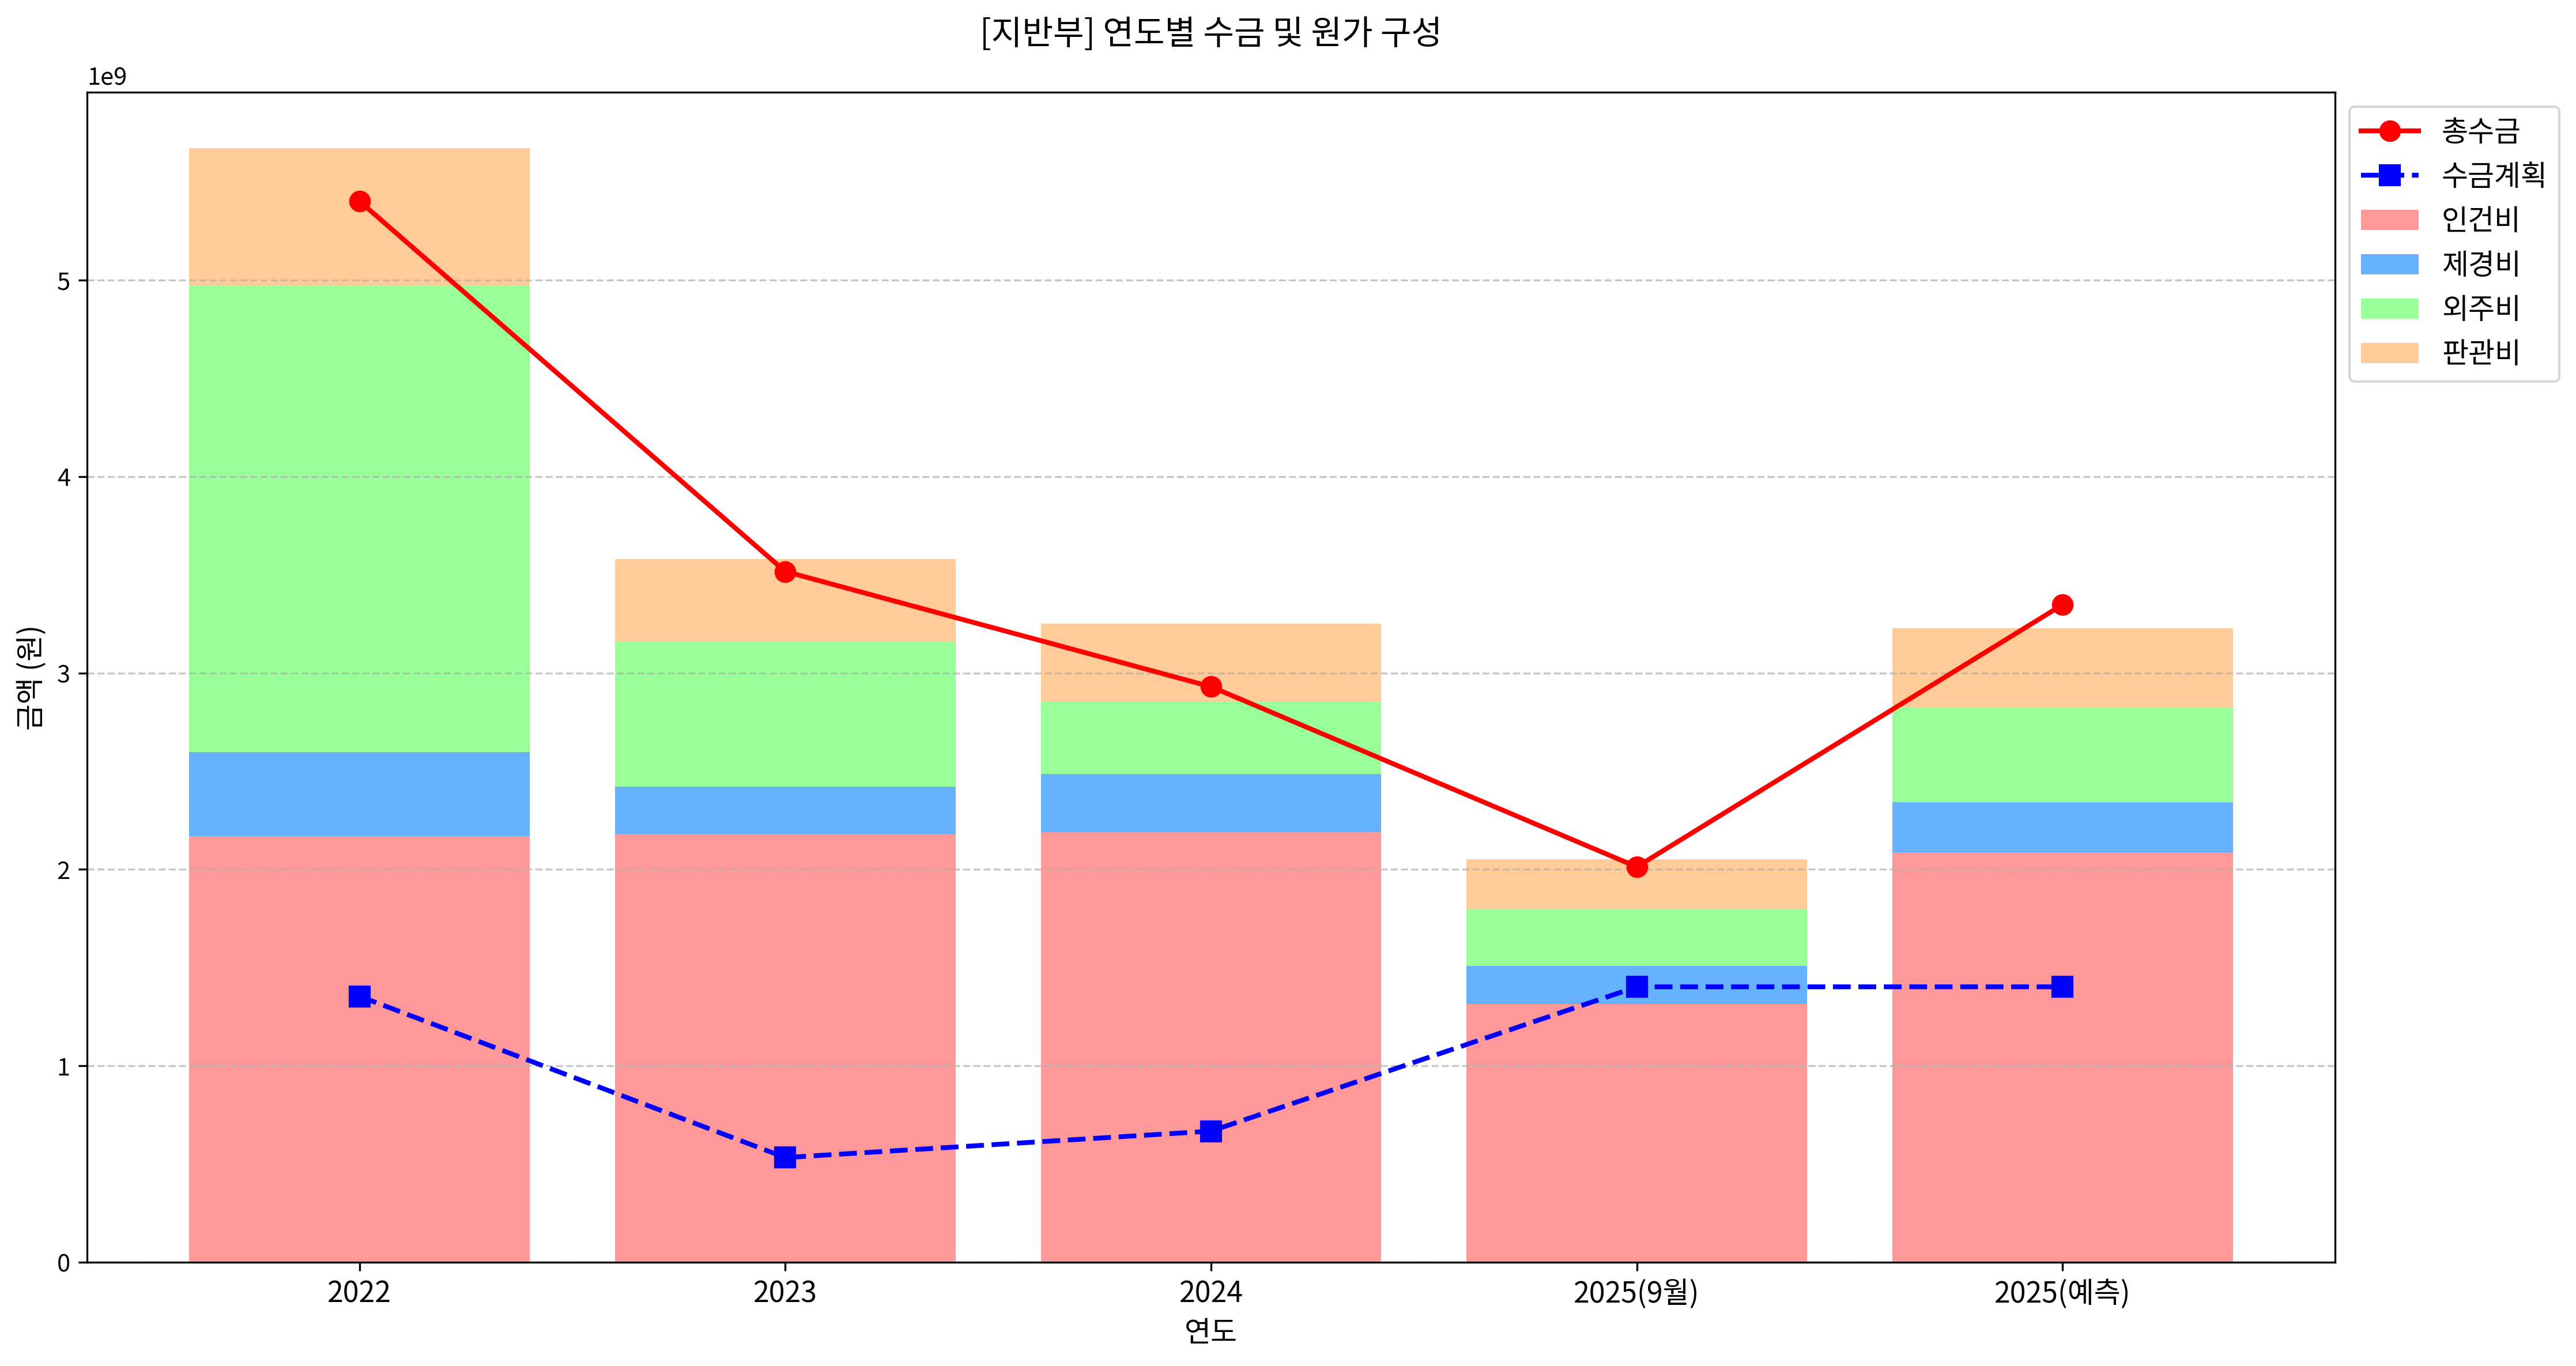 [지반부] 연도별 수금 및 원가 구성
1e9
총수금
수금계획
인건비
제경비
외주비
판관비
5
4
3
2
1
0
금액 (원)
2022
2023
2024
2025(9월)
2025(예측)
연도